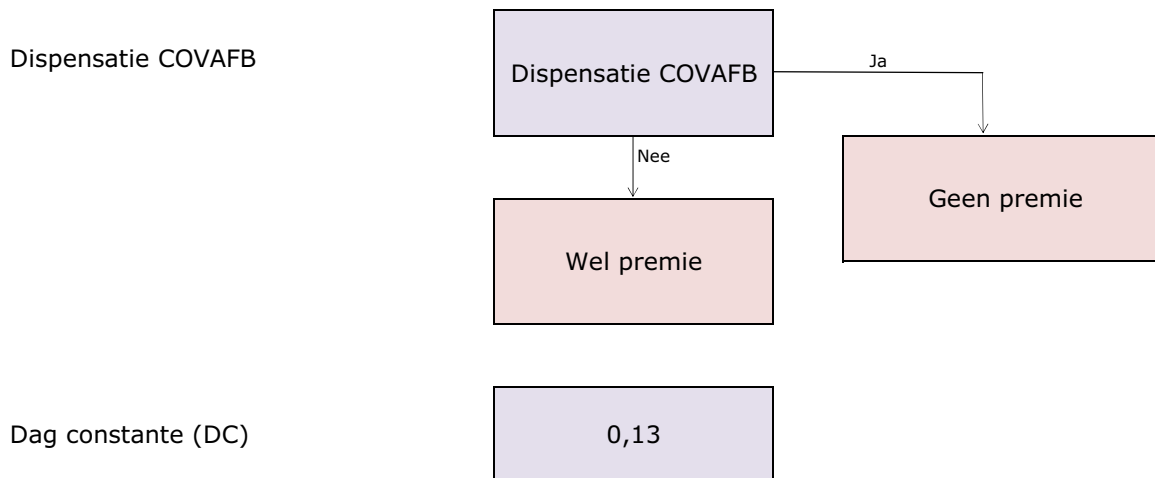 Dispensatie COVAFB
Dispensatie COVAFB
Ja
Nee
Geen premie
Wel premie
Dag constante (DC)
0,13